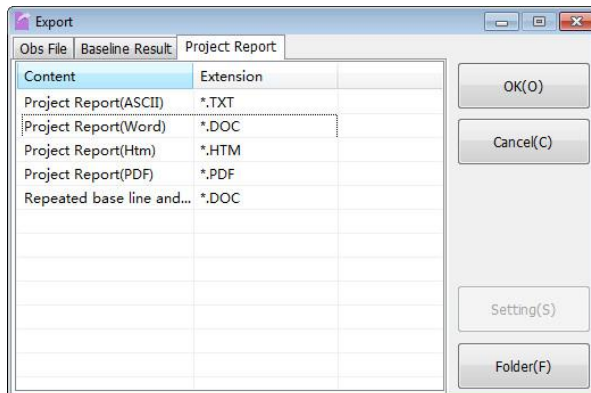 Export
Obs File Baseline Result Project Report
Content Extension
Project Report(ASCII) *.TXT
Project Report(Word) *.DOC
Project Report(Htm) *.HTM
Project Report(PDF) *.PDF
Repeated base line and... *.DOC
OK(O)
Cancel(C)
Setting(S)
Folder(F)